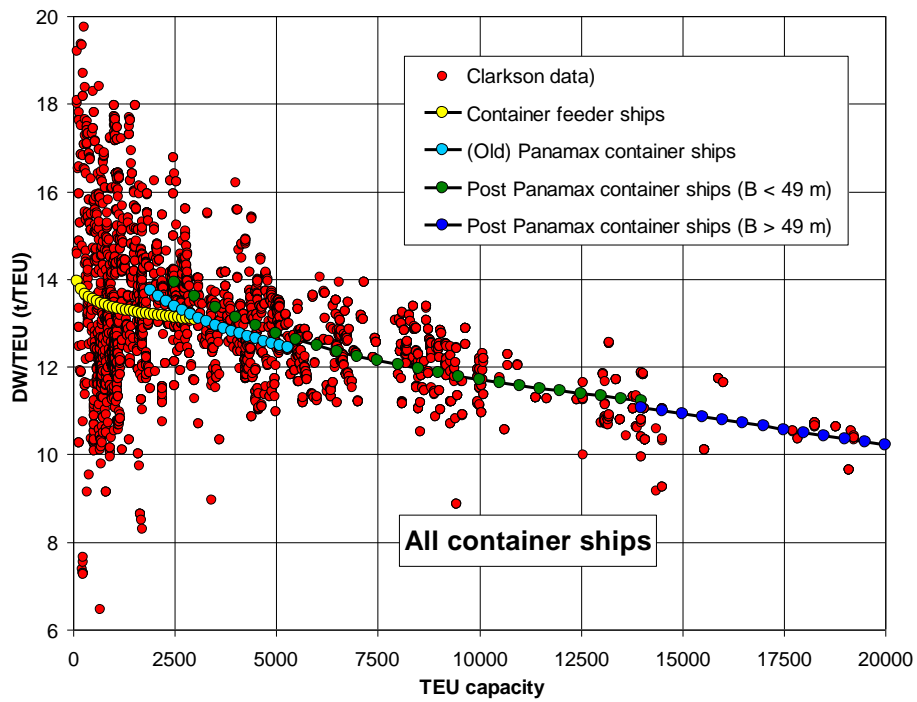 20
18
16
14
12
10
8
6
DW/TEU (t/TEU)
Clarkson data)
Container feeder ships
(Old) Panamax container ships
Post Panamax container ships (B < 49 m)
Post Panamax container ships (B > 49 m)
All container ships
0 2500 5000 7500 10000 12500 15000 17500 20000
TEU capacity